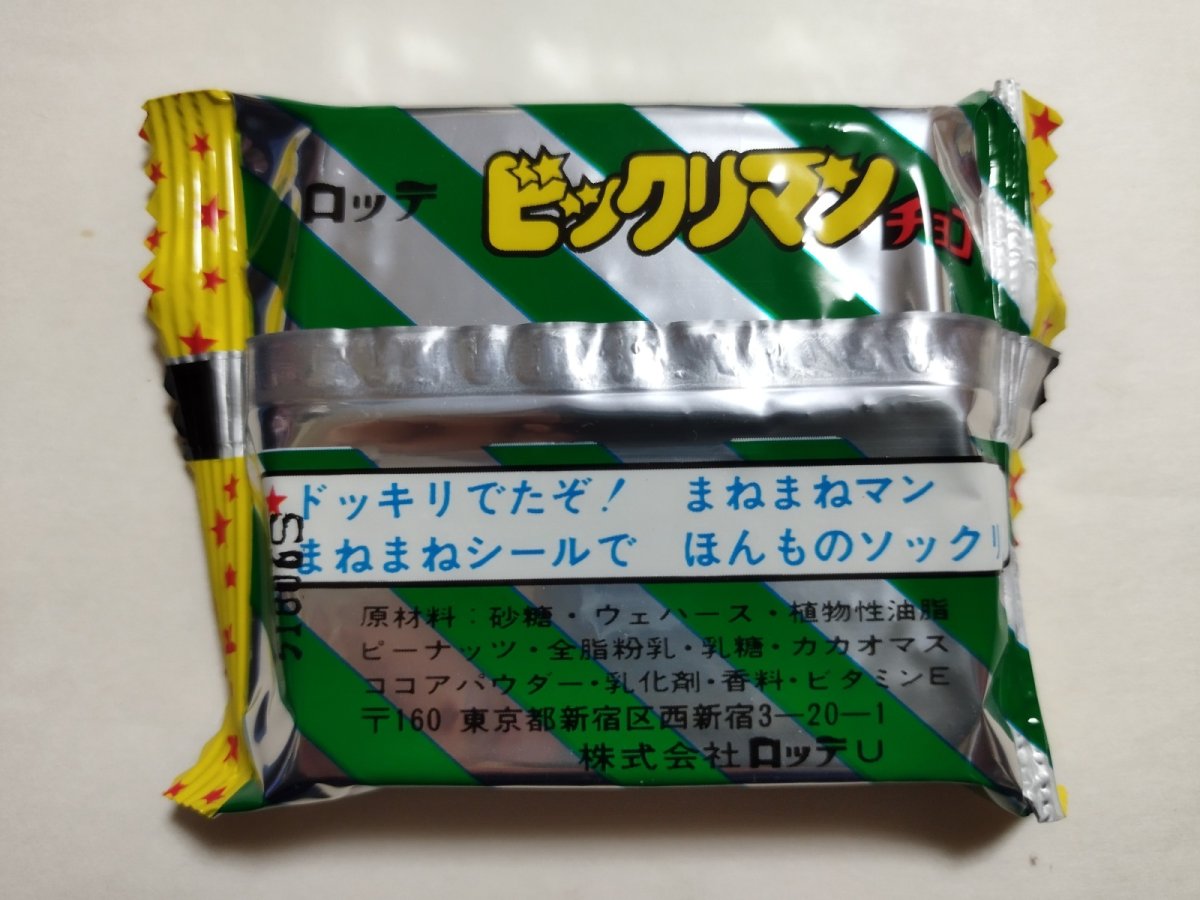 ロッテ ビックリマン チョコ
★ドッキリでたぞ! まねまねマン
まねまねシールで ほんものソックリ
原材料:砂糖・ウェハース・植物性油脂
ピーナッツ・全脂粉乳・乳糖・カカオマス
ココアパウダー・乳化剤・香料・ビタミンE
〒160 東京都新宿区西新宿3—20—1
株式会社ロッテU